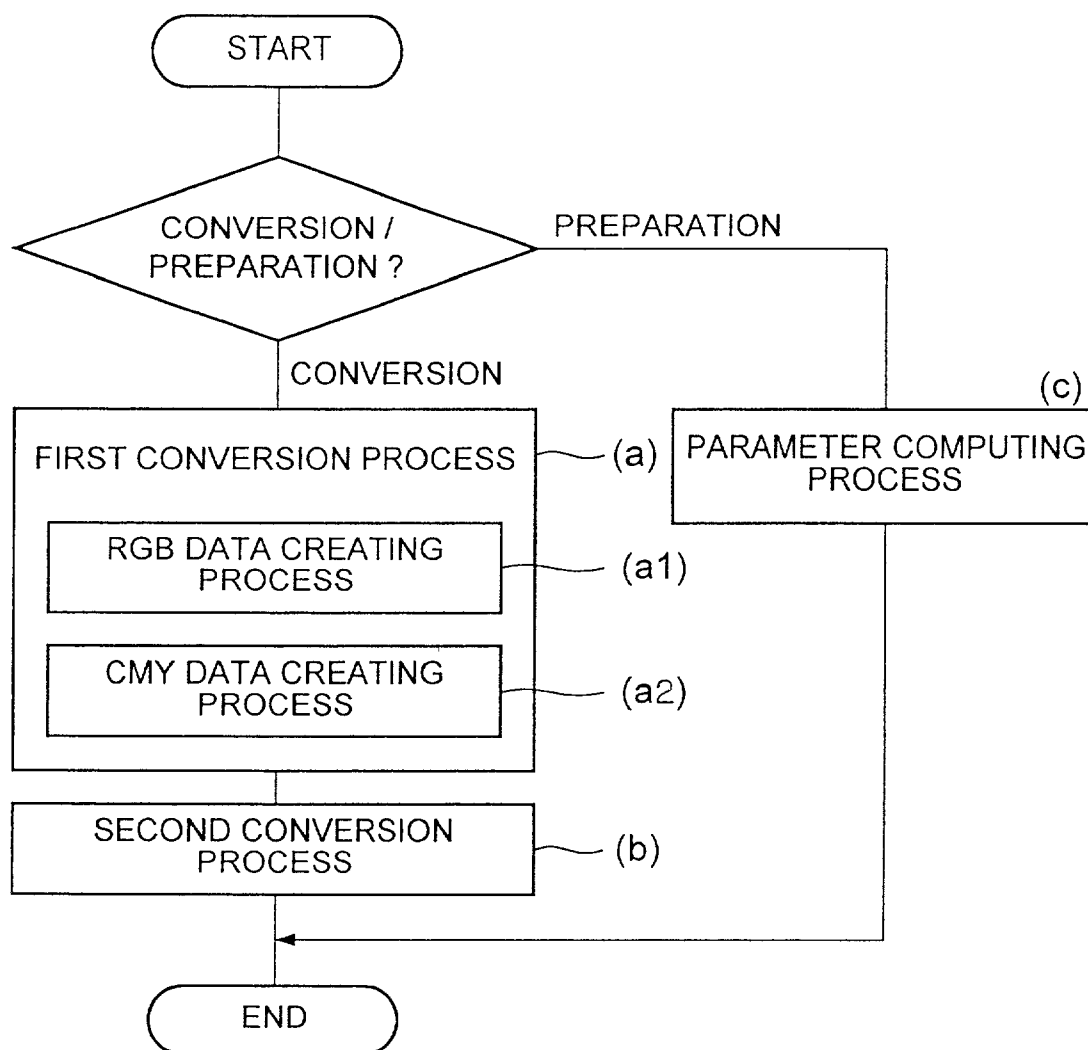 START
CONVERSION /
PREPARATION ?
PREPARATION
CONVERSION
FIRST CONVERSION PROCESS
(a)
RGB DATA CREATING
PROCESS
(a1)
CMY DATA CREATING
PROCESS
(a2)
(c)
PARAMETER COMPUTING
PROCESS
SECOND CONVERSION
PROCESS
(b)
END